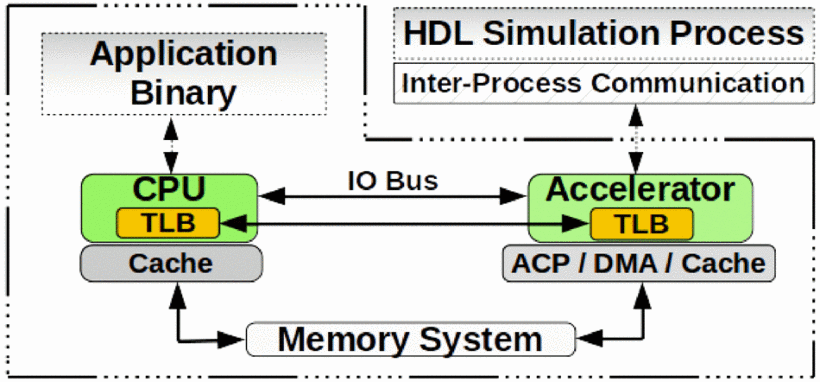 Application
Binary
HDL Simulation Process
Inter-Process Communication
CPU
TLB
Cache
IO Bus
Accelerator
TLB
ACP / DMA / Cache
Memory System